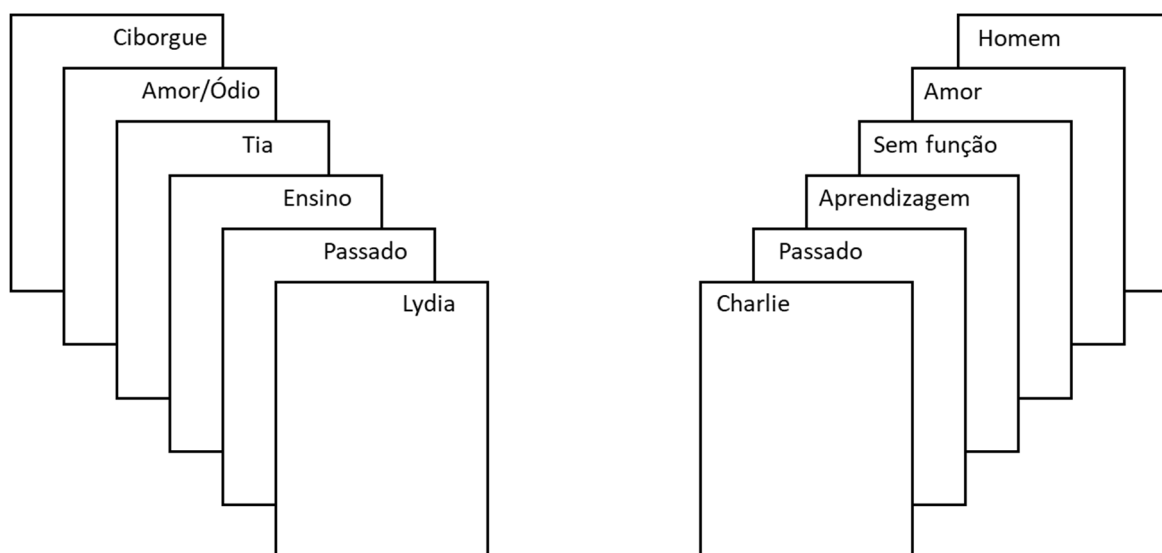 Ciborgue
Amor/Ódio
Tia
Ensino
Passado
Lydia
Homem
Amor
Sem função
Aprendizagem
Passado
Charlie